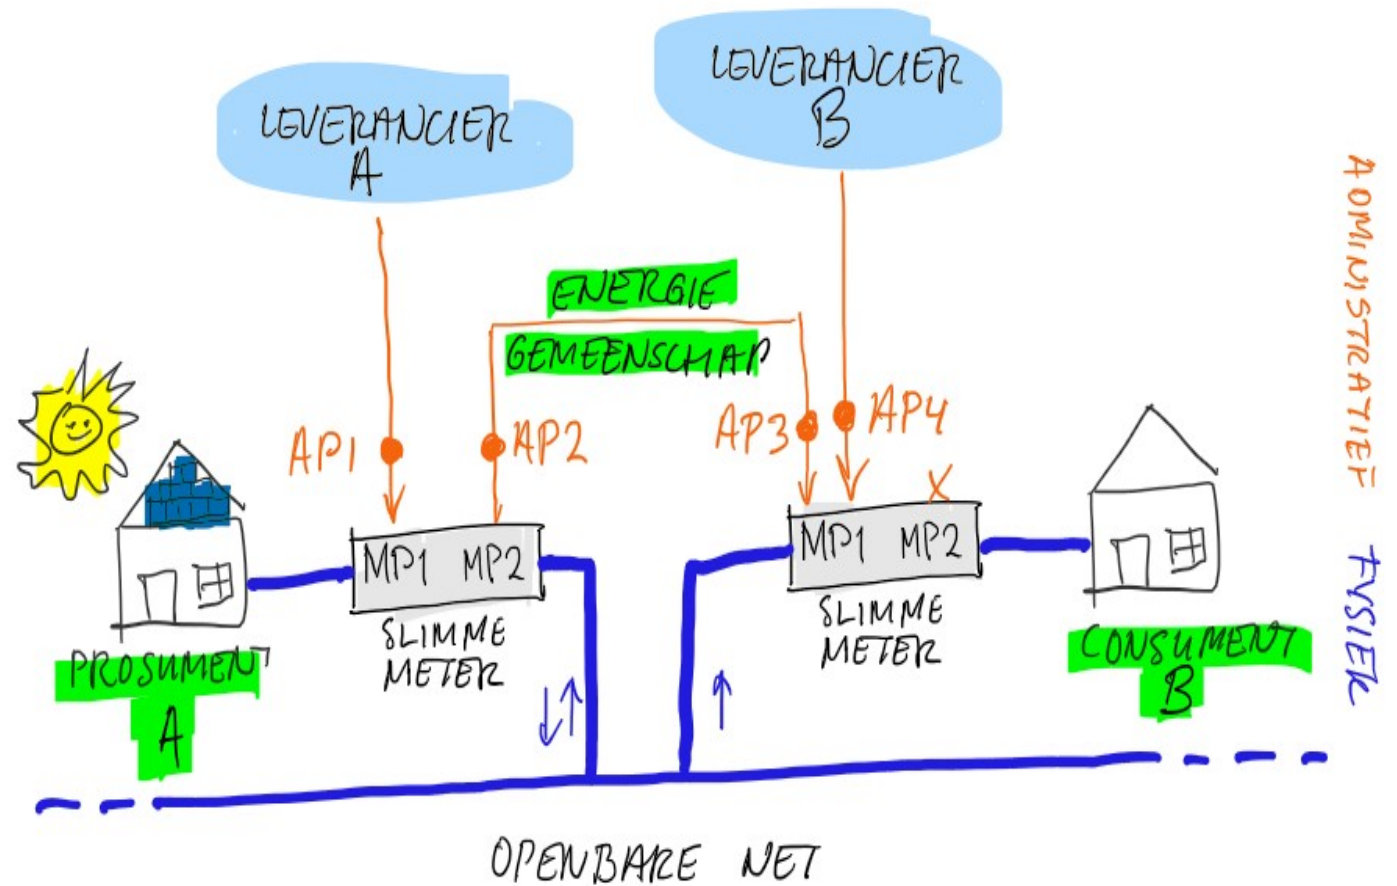 LEVERANCIER
A
LEVERANCIER
B
ENERGIE
GEMEENSCHAP
AP1
AP2
AP3
AP4
X
MP1 MP2
SLIMME
METER
MP1 MP2
SLIMME
METER
PROSUMENT
A
CONSUMENT
B
OPENBARE NET
ADMINISTRATIEF
FYSIEK